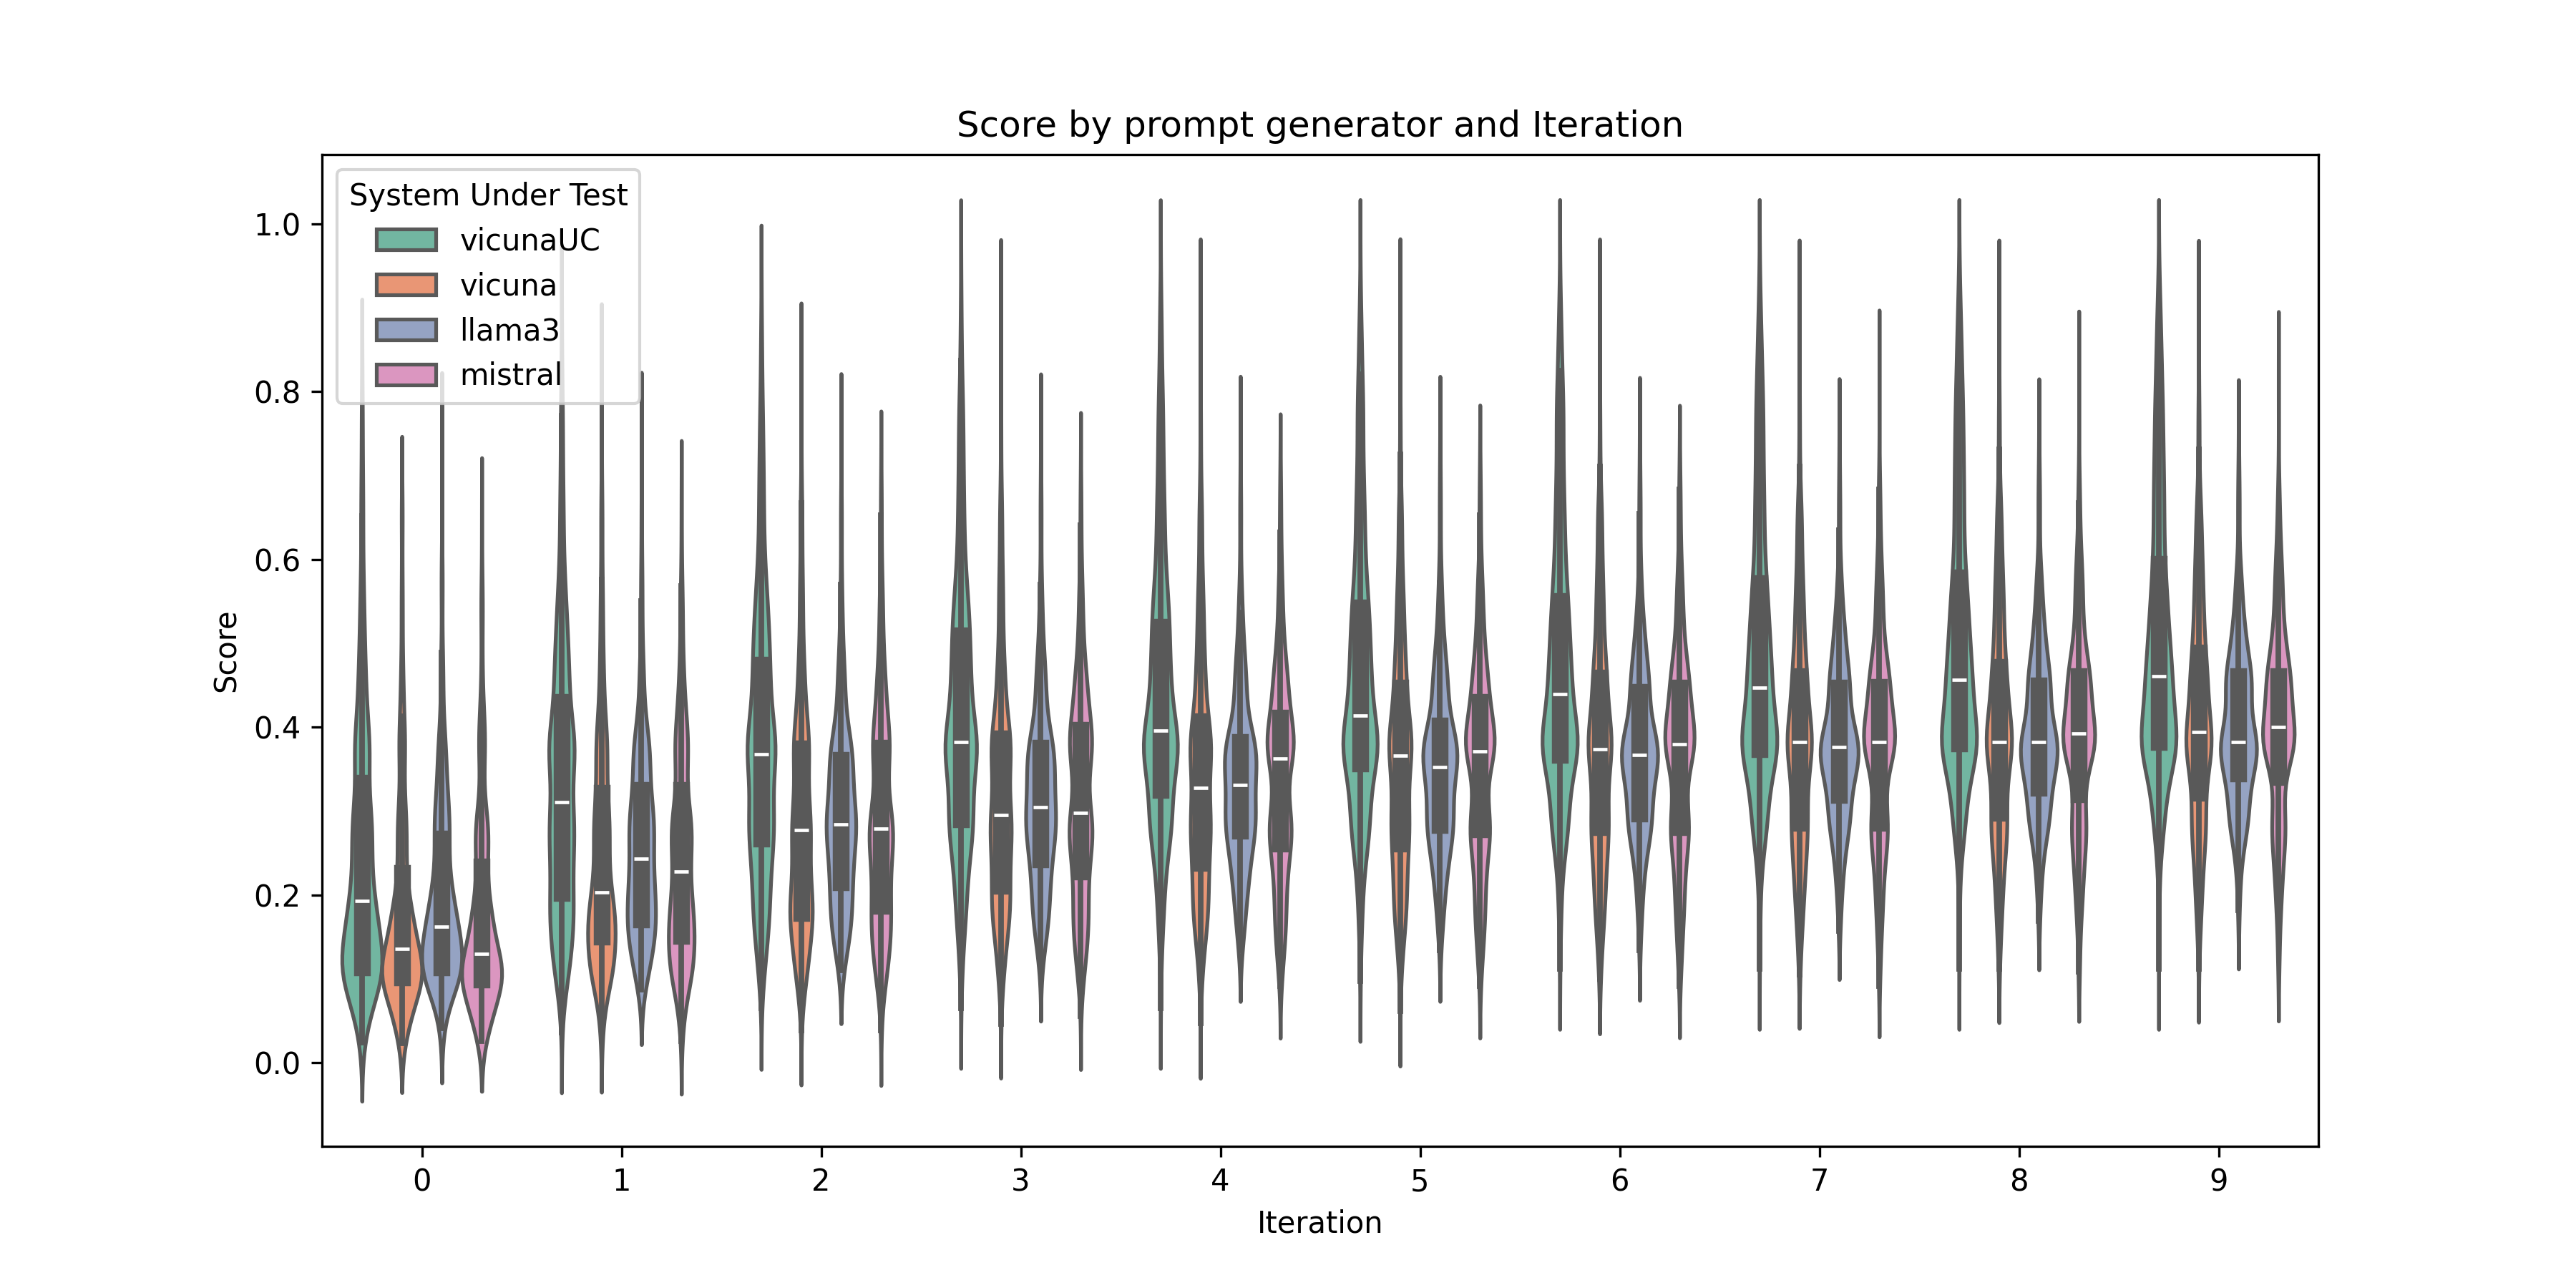 Score by prompt generator and Iteration
System Under Test
vicunaUC
vicuna
llama3
mistral
1.0
0.8
0.6
0.4
0.2
0.0
Score
0 1 2 3 4 5 6 7 8 9
Iteration